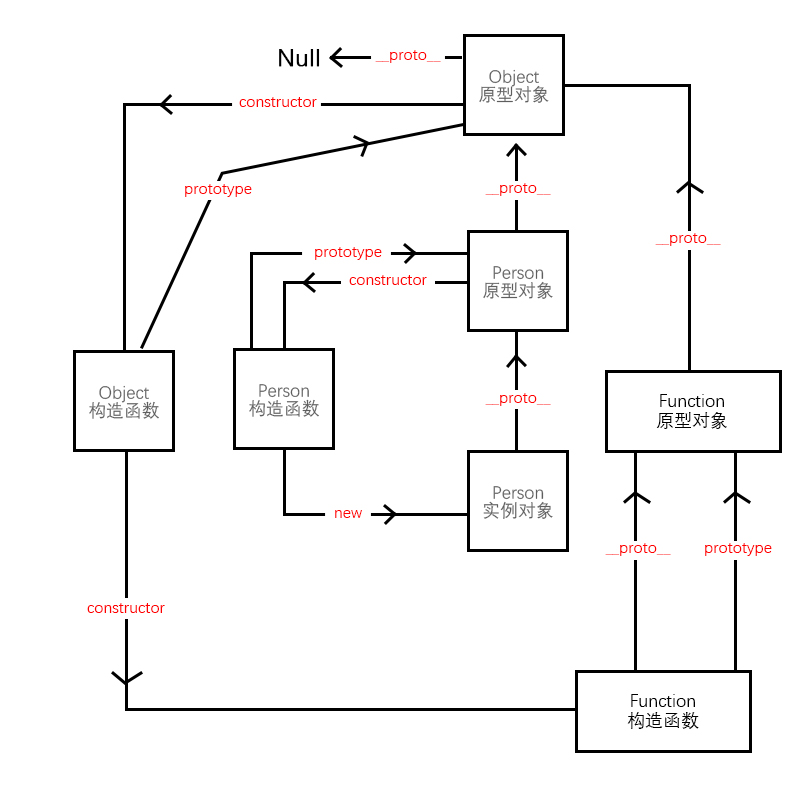 Null
__proto__
Object
原型对象
constructor
prototype
__proto__
__proto__
prototype
constructor
Person
原型对象
Object
构造函数
Person
构造函数
__proto__
Function
原型对象
Person
实例对象
new
__proto__
prototype
constructor
Function
构造函数